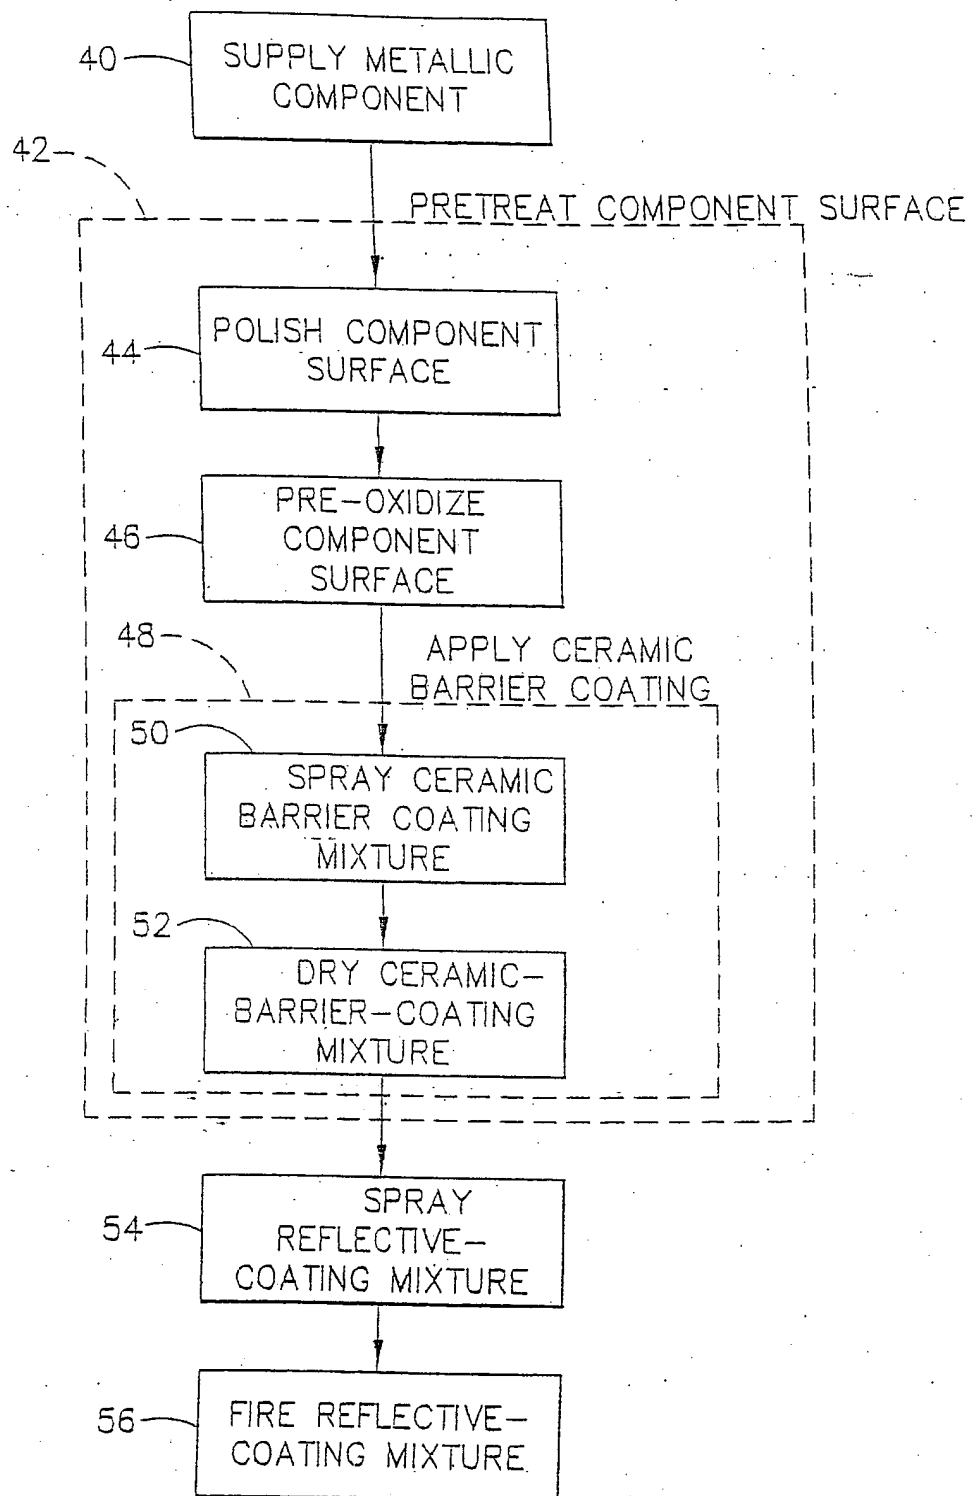 40
SUPPLY METALLIC
COMPONENT
42
PRETREAT COMPONENT SURFACE
44
POLISH COMPONENT
SURFACE
46
PRE-OXIDIZE
COMPONENT
SURFACE
48
APPLY CERAMIC
BARRIER COATING
50
SPRAY CERAMIC
BARRIER COATING
MIXTURE
52
DRY CERAMIC-
BARRIER-COATING
MIXTURE
54
SPRAY
REFLECTIVE-
COATING MIXTURE
56
FIRE REFLECTIVE-
COATING MIXTURE